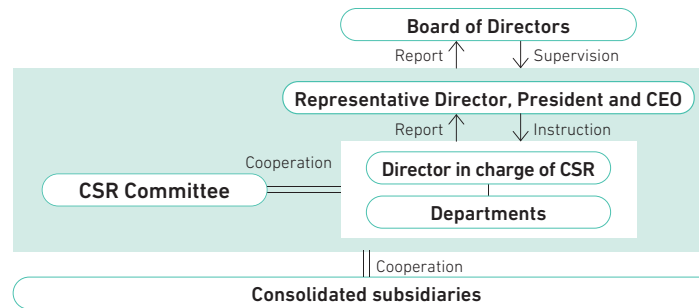 Board of Directors
Report
Supervision
Representative Director, President and CEO
Report
Instruction
Cooperation
Director in charge of CSR
CSR Committee
Departments
Cooperation
Consolidated subsidiaries